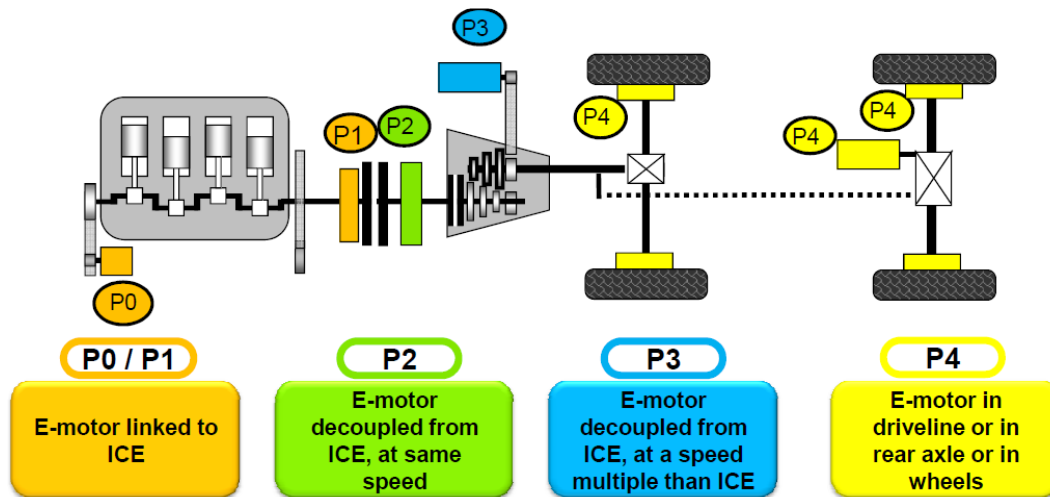 P3
P1
P2
P4
P4
P4
P0
P0 / P1
P2
P3
P4
E-motor linked to
ICE
E-motor
decoupled from
ICE, at same
speed
E-motor
decoupled from
ICE, at a speed
multiple than ICE
E-motor in
driveline or in
rear axle or in
wheels